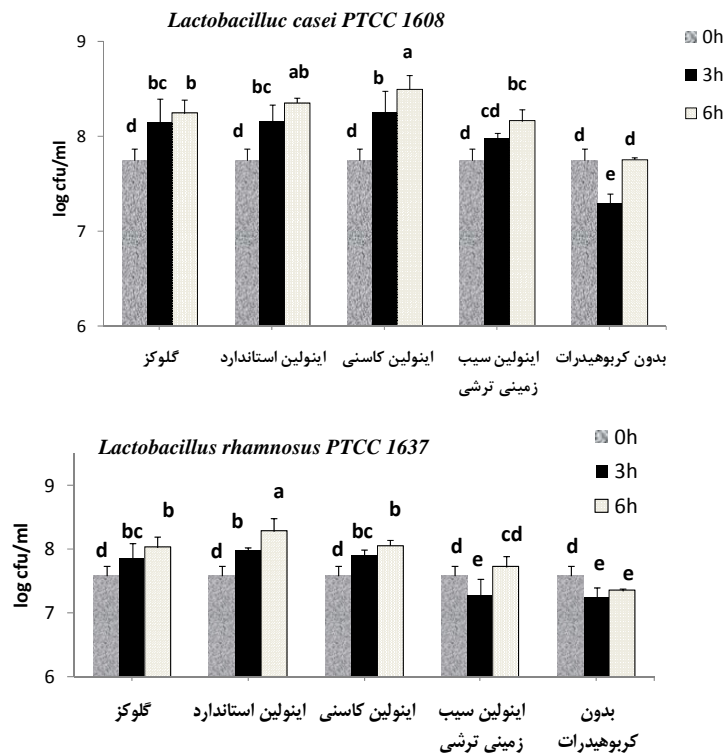 Lactobacilluc casei PTCC 1608
9
8
7
6
log cfu/ml
0h
3h
6h
d bc b
d bc ab
d b a
d cd bc
d e d
گلوکز
اینولین استاندارد
اینولین کاسنی
اینولین سیب
زمینی ترشی
بدون کربوهیدرات
Lactobacillus rhamnosus PTCC 1637
9
8
7
6
log cfu/ml
0h
3h
6h
d bc b
d b a
d bc b
d e cd
d e e
گلوکز
اینولین استاندارد
اینولین کاسنی
اینولین سیب
زمینی ترشی
بدون
کربوهیدرات